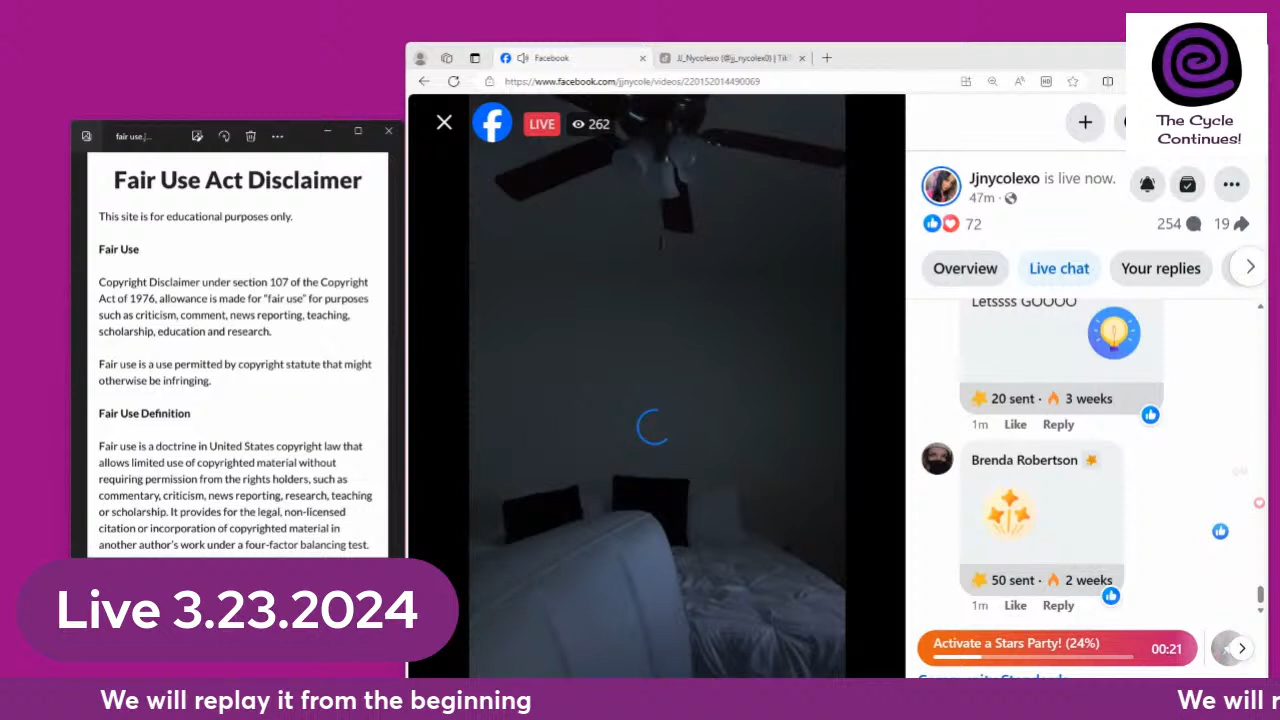 The Cycle
Continues!
Facebook
JJ_Nycolexo (@jj_nycolex0) | Tik
https://www.facebook.com/jjnycole/videos/220152014490069
fair use.j...
Fair Use Act Disclaimer
This site is for educational purposes only.
Fair Use
Copyright Disclaimer under section 107 of the Copyright
Act of 1976, allowance is made for “fair use” for purposes
such as criticism, comment, news reporting, teaching,
scholarship, education and research.
Fair use is a use permitted by copyright statute that might
otherwise be infringing.
Fair Use Definition
Fair use is a doctrine in United States copyright law that
allows limited use of copyrighted material without
requiring permission from the rights holders, such as
commentary, criticism, news reporting, research, teaching
or scholarship. It provides for the legal, non-licensed
citation or incorporation of copyrighted material in
another author’s work under a four-factor balancing test.
LIVE
262
Jjnycolexo is live now.
47m
72
254
19
Overview
Live chat
Your replies
Letssss GOOOO
20 sent · 3 weeks
1m Like Reply
Brenda Robertson
50 sent · 2 weeks
1m Like Reply
Activate a Stars Party! (24%)
00:21
Community Standards
Live 3.23.2024
We will replay it from the beginning
We will r